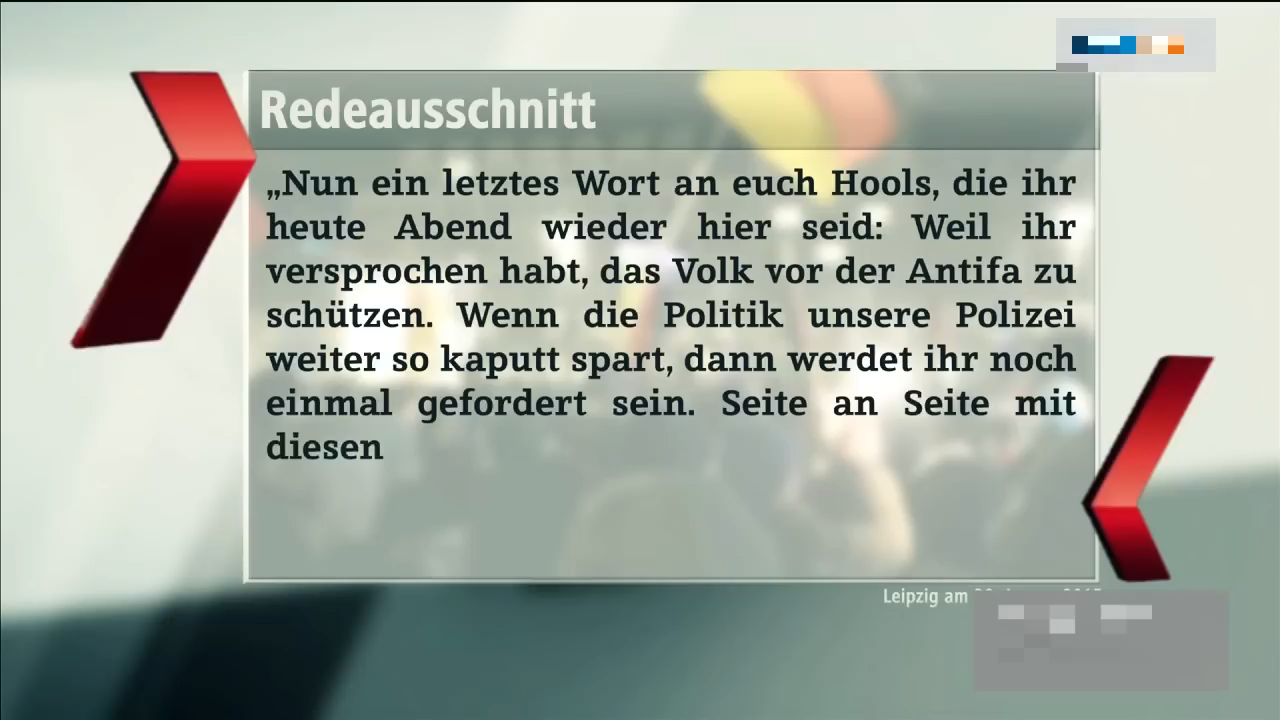 Redeausschnitt
„Nun ein letztes Wort an euch Hools, die ihr
heute Abend wieder hier seid: Weil ihr
versprochen habt, das Volk vor der Antifa zu
schützen. Wenn die Politik unsere Polizei
weiter so kaputt spart, dann werdet ihr noch
einmal gefordert sein. Seite an Seite mit
diesen
Leipzig am